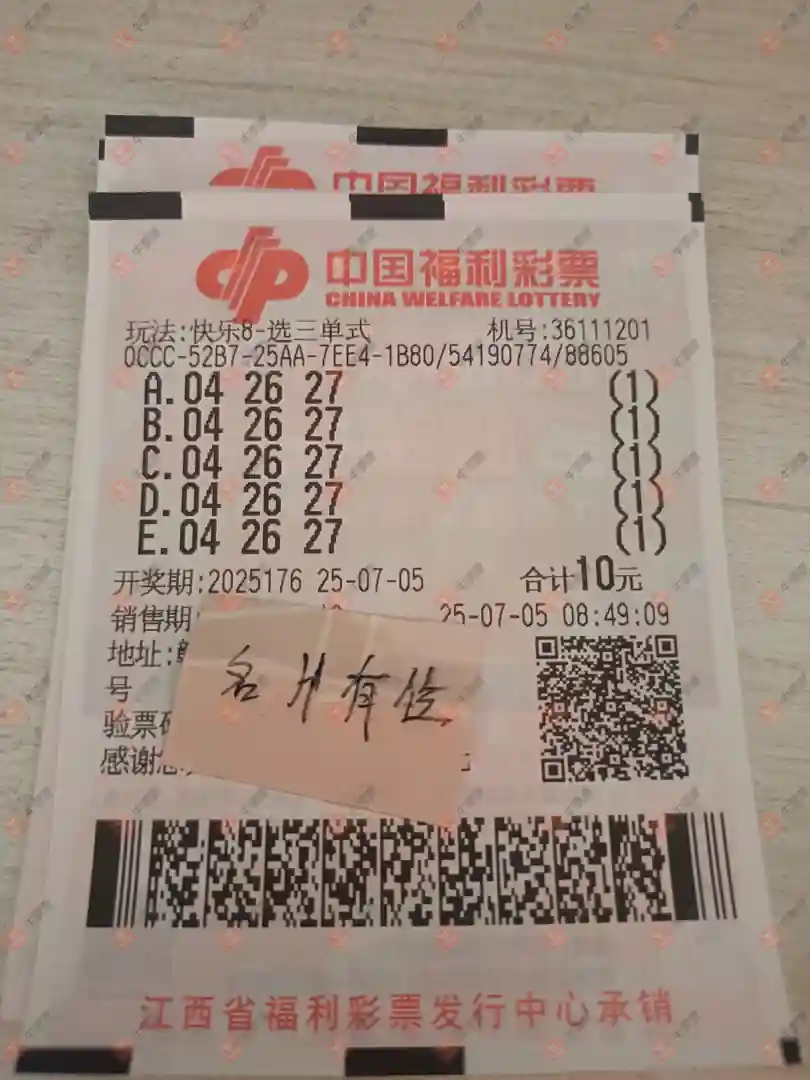 中国福利彩票
中国福利彩票
CHINA WELFARE LOTTERY
玩法:快乐8-选三单式 机号:36111201
0CCC-52B7-25AA-7EE4-1B80/54190774/88605
A.04 26 27 (1)
B.04 26 27 (1)
C.04 26 27 (1)
D.04 26 27 (1)
E.04 26 27 (1)
开奖期:2025176 25-07-05 合计10元
销售期: 25-07-05 08:49:09
地址:
号
验票
感谢
名片有
江西省福利彩票发行中心承销